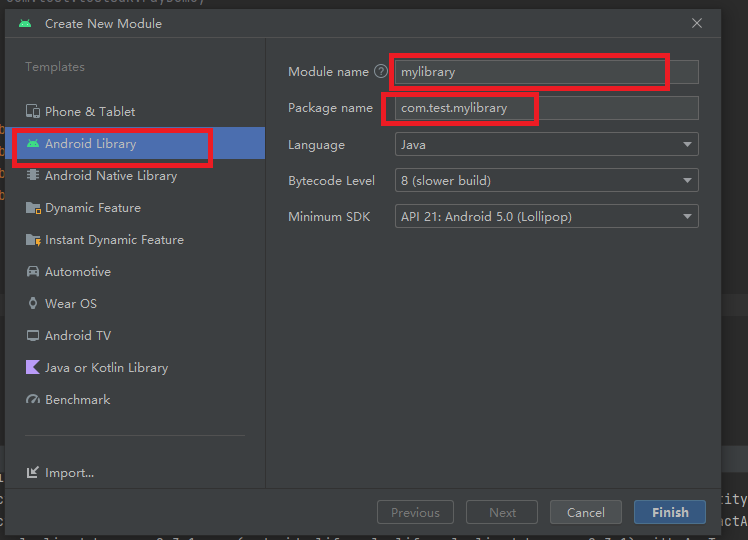 Create New Module
Templates
Phone & Tablet
Android Library
Android Native Library
Dynamic Feature
Instant Dynamic Feature
Automotive
Wear OS
Android TV
Java or Kotlin Library
Benchmark
Import...
Module name mylibrary
Package name com.test.mylibrary
Language Java
Bytecode Level 8 (slower build)
Minimum SDK API 21: Android 5.0 (Lollipop)
Previous Next Cancel Finish